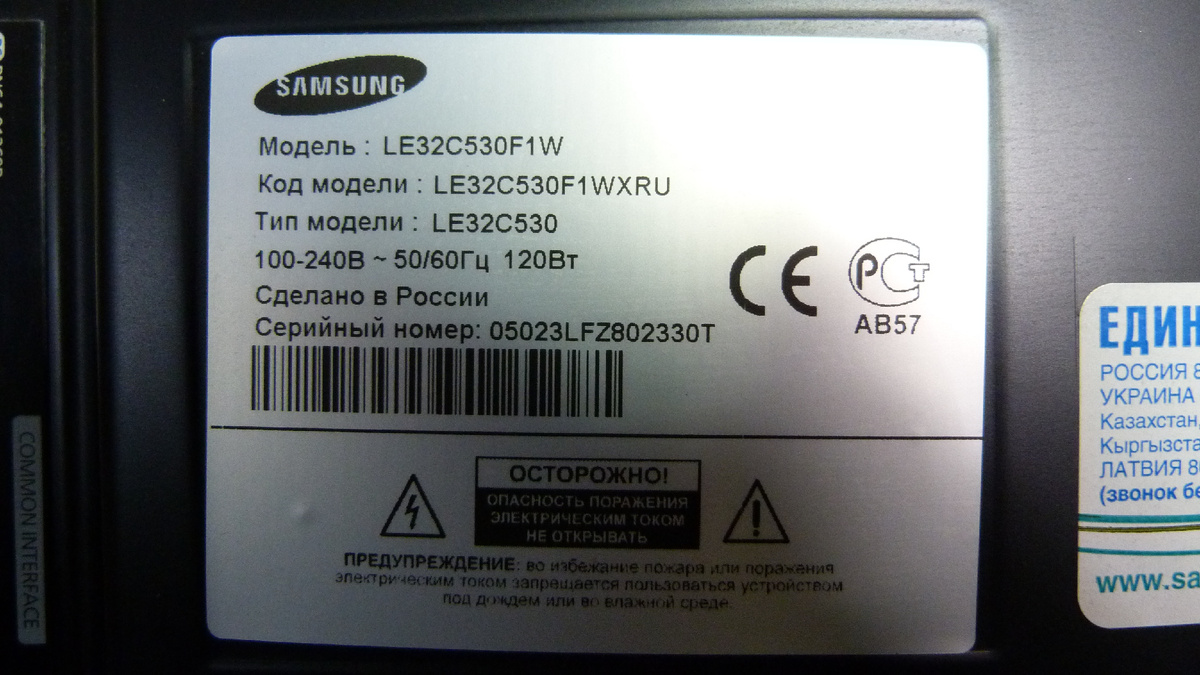 SAMSUNG
Модель : LE32C530F1W
Код модели : LE32C530F1WXRU
Тип модели : LE32C530
100-240В ~ 50/60Гц 120Вт
Сделано в России
Серийный номер: 05023LFZ802330T
CE
РСТ
АВ57
ОСТОРОЖНО!
ОПАСНОСТЬ ПОРАЖЕНИЯ
ЭЛЕКТРИЧЕСКИМ ТОКОМ
НЕ ОТКРЫВАТЬ
ПРЕДУПРЕЖДЕНИЕ: во избежание пожара или поражения
электрическим током запрещается пользоваться устройством
под дождем или во влажной среде.
COMMON INTERFACE
ЕДИН
РОССИЯ 8
УКРАИНА
Казахстан,
Кыргызста
ЛАТВИЯ 80
(звонок бе
www.sa